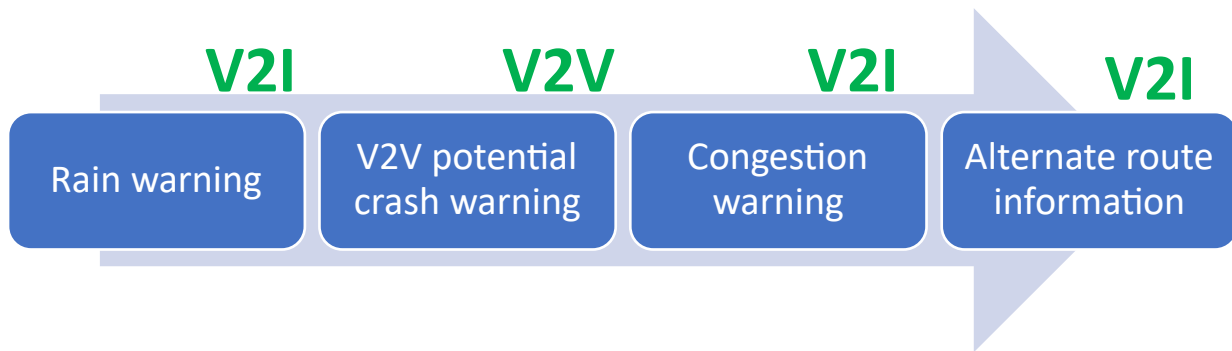 V2I
V2V
V2I
V2I
Rain warning
V2V potential
crash warning
Congestion
warning
Alternate route
information